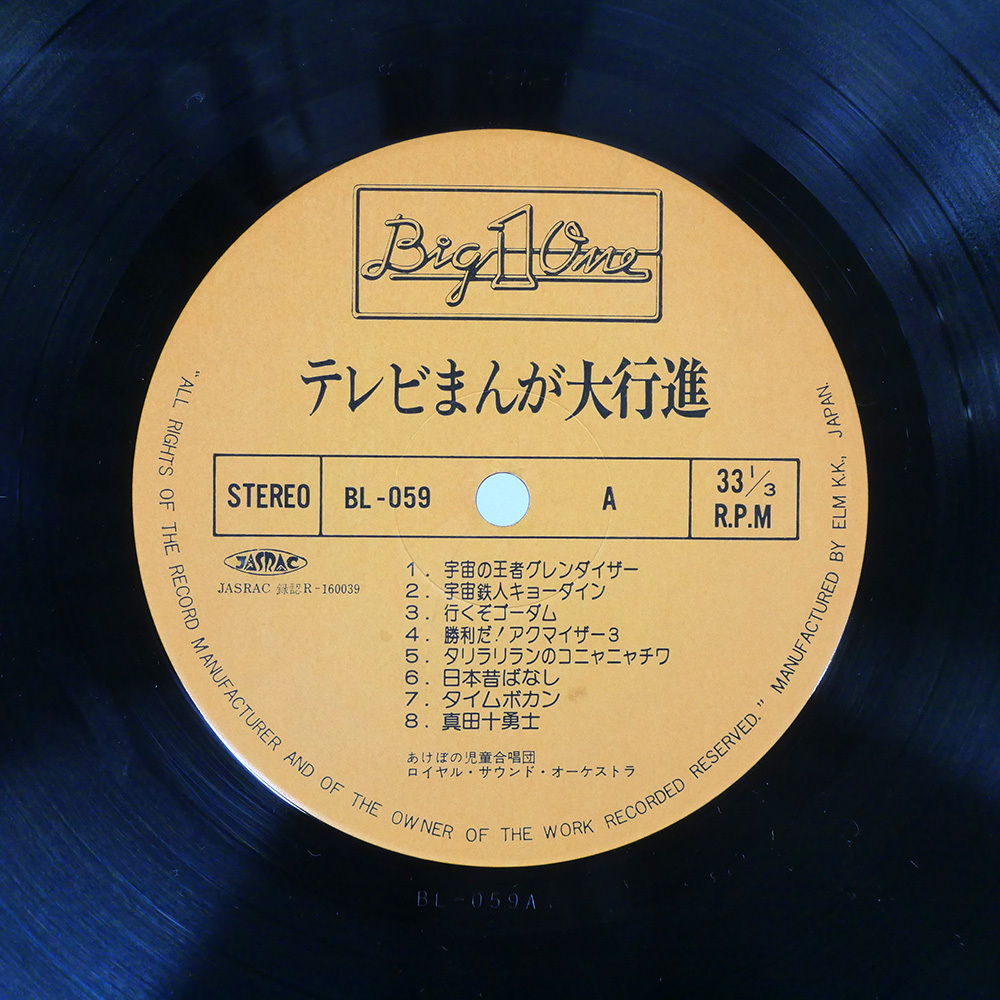 Big 1 One
テレビまんが大行進
STEREO
BL-059
A
33 1/3
R.P.M
JASRAC
JASRAC 録認R-160039
1. 宇宙の王者グレンダイザー
2. 宇宙鉄人キョーダイン
3. 行くぞゴーダム
4. 勝利だ!アクマイザー3
5. タリラリランのコニャニャチワ
6. 日本昔ばなし
7. タイムボカン
8. 真田十勇士
あけぼの児童合唱団
ロイヤル・サウンド・オーケストラ
"ALL RIGHTS OF THE RECORD MANUFACTURER AND OF THE OWNER OF THE WORK RECORDED RESERVED." MANUFACTURED BY ELM K.K., JAPAN.
BL-059A